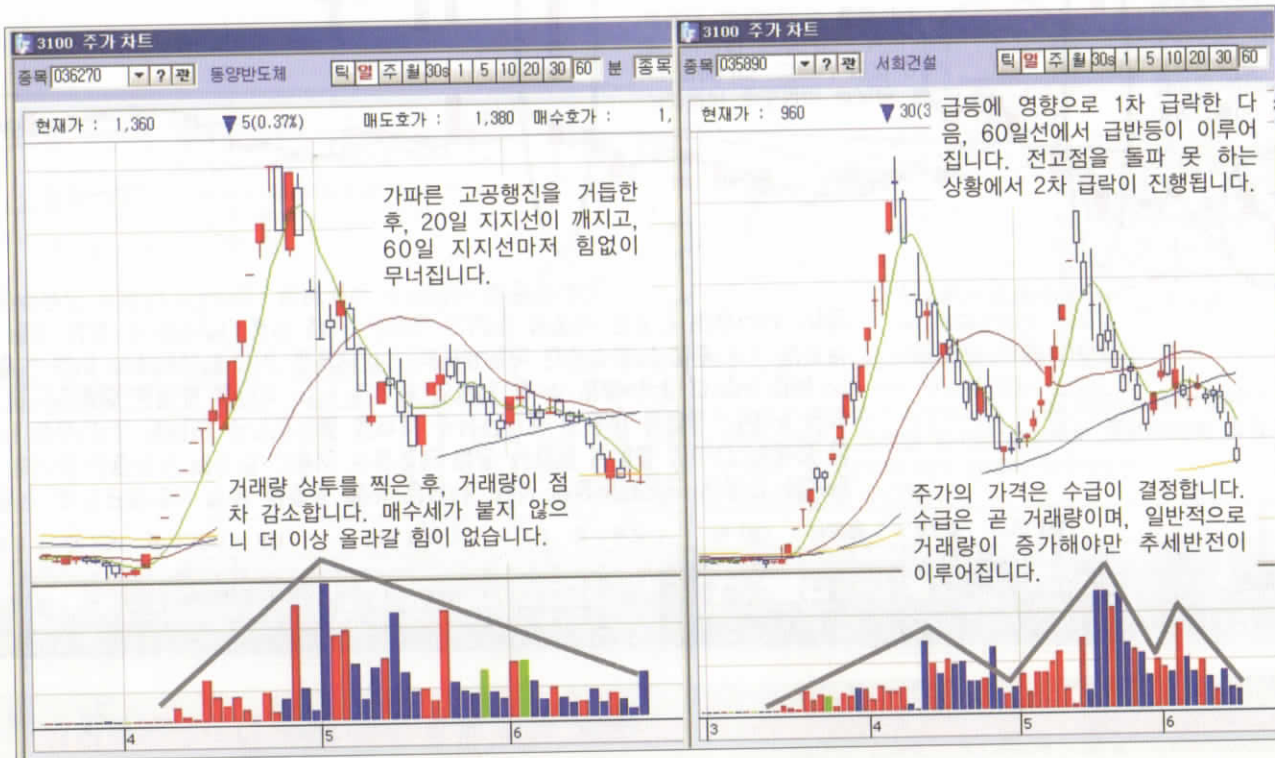 3100 주가 차트
종목 036270 ? 관 동양반도체 틱 일 주 월 30s 1 5 10 20 30 60 분 종목
현재가 : 1,360 ▼ 5(0.37%) 매도호가 : 1,380 매수호가 : 1,
가파른 고공행진을 거듭한
후, 20일 지지선이 깨지고,
60일 지지선마저 힘없이
무너집니다.
거래량 상투를 찍은 후, 거래량이 점
차 감소합니다. 매수세가 붙지 않으
니 더 이상 올라갈 힘이 없습니다.
4 5 6
3100 주가 차트
종목 035890 ? 관 서희건설 틱 일 주 월 30s 1 5 10 20 30 60
현재가 : 960 ▼ 30(3
급등에 영향으로 1차 급락한 다
음, 60일선에서 급반등이 이루어
집니다. 전고점을 돌파 못 하는
상황에서 2차 급락이 진행됩니다.
주가의 가격은 수급이 결정합니다.
수급은 곧 거래량이며, 일반적으로
거래량이 증가해야만 추세반전이
이루어집니다.
3 4 5 6